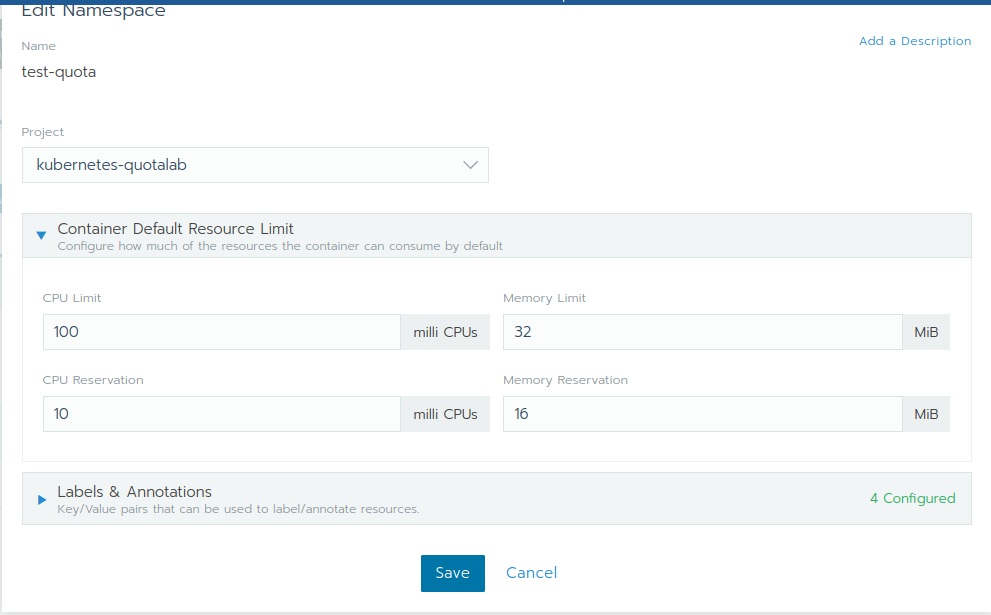 Edit Namespace
Name
Add a Description
test-quota
Project
kubernetes-quotalab
Container Default Resource Limit
Configure how much of the resources the container can consume by default
CPU Limit
Memory Limit
100 milli CPUs
32 MiB
CPU Reservation
Memory Reservation
10 milli CPUs
16 MiB
Labels & Annotations
Key/Value pairs that can be used to label/annotate resources.
4 Configured
Save
Cancel